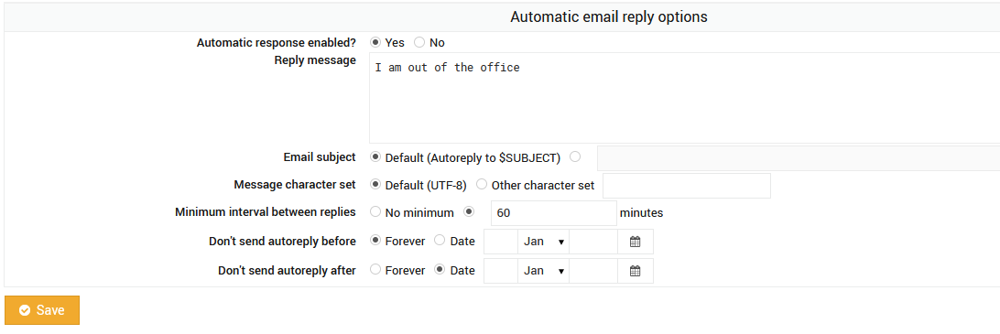 Automatic email reply options
Automatic response enabled? Yes No
Reply message
I am out of the office
Email subject Default (Autoreply to $SUBJECT)
Message character set Default (UTF-8) Other character set
Minimum interval between replies No minimum 60 minutes
Don't send autoreply before Forever Date Jan
Don't send autoreply after Forever Date Jan
Save